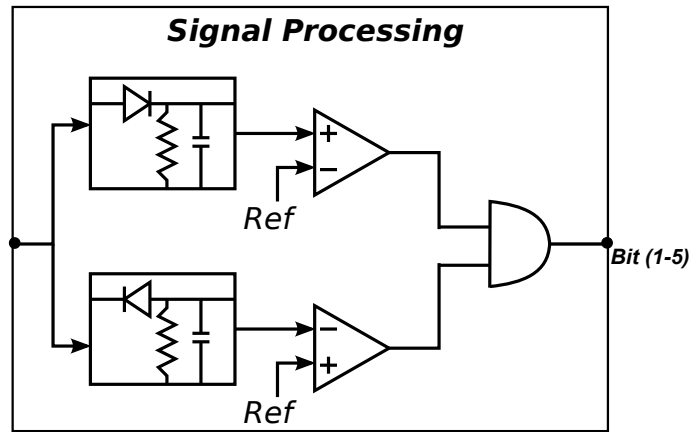 Signal Processing
+
−
Ref
Bit (1-5)
−
+
Ref